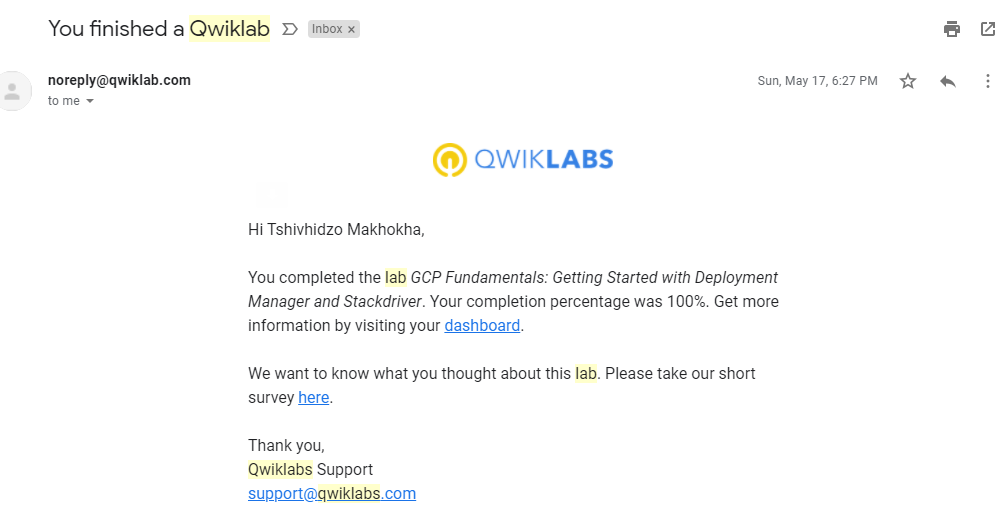 You finished a Qwiklab Inbox ×
noreply@qwiklab.com Sun, May 17, 6:27 PM
to me
QWIKLABS
Hi Tshivhidzo Makhokha,
You completed the lab GCP Fundamentals: Getting Started with Deployment
Manager and Stackdriver. Your completion percentage was 100%. Get more
information by visiting your dashboard.
We want to know what you thought about this lab. Please take our short
survey here.
Thank you,
Qwiklabs Support
support@qwiklabs.com